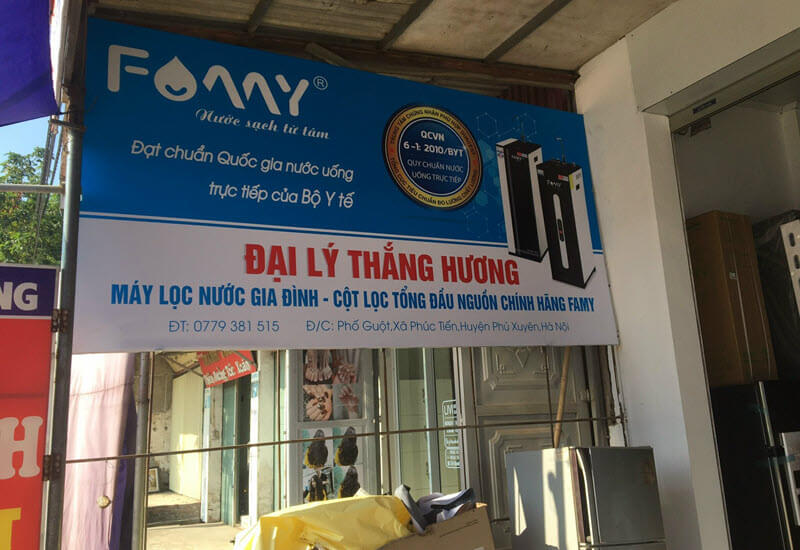 FAMY®
Nước sạch từ tâm
Đạt chuẩn Quốc gia nước uống
trực tiếp của Bộ Y tế
QCVN
6-1: 2010/BYT
QUY CHUẨN NƯỚC
UỐNG TRỰC TIẾP
FAMY
FAMY
ĐẠI LÝ THẮNG HƯƠNG
MÁY LỌC NƯỚC GIA ĐÌNH - CỘT LỌC TỔNG ĐẦU NGUỒN CHÍNH HÃNG FAMY
ĐT: 0779 381 515 Đ/C: Phố Guột,Xã Phúc Tiến,Huyện Phú Xuyên,Hà Nội
NG
H